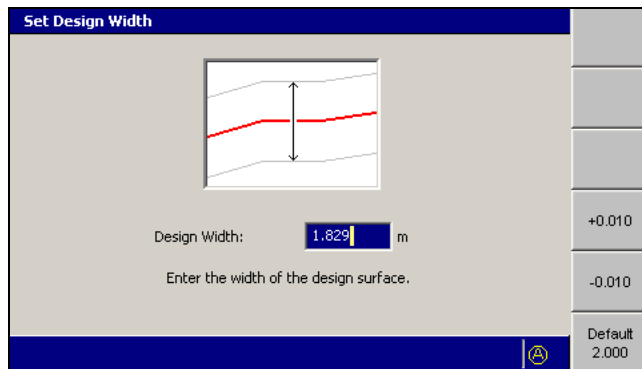 Set Design Width
Design Width: 1.829 m
Enter the width of the design surface.
+0.010
-0.010
Default
2.000
A